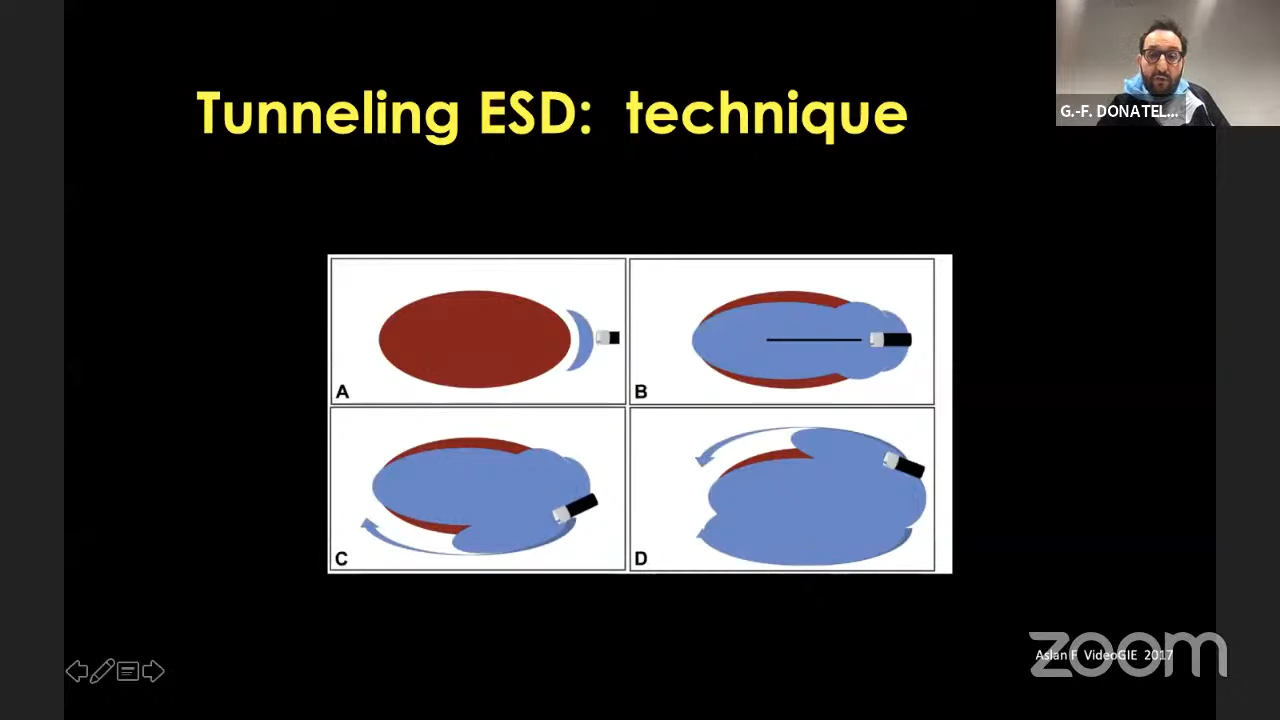 Tunneling ESD: technique
G.-F. DONATEL...
A
B
C
D
zoom
Aslan F VideoGIE 2017